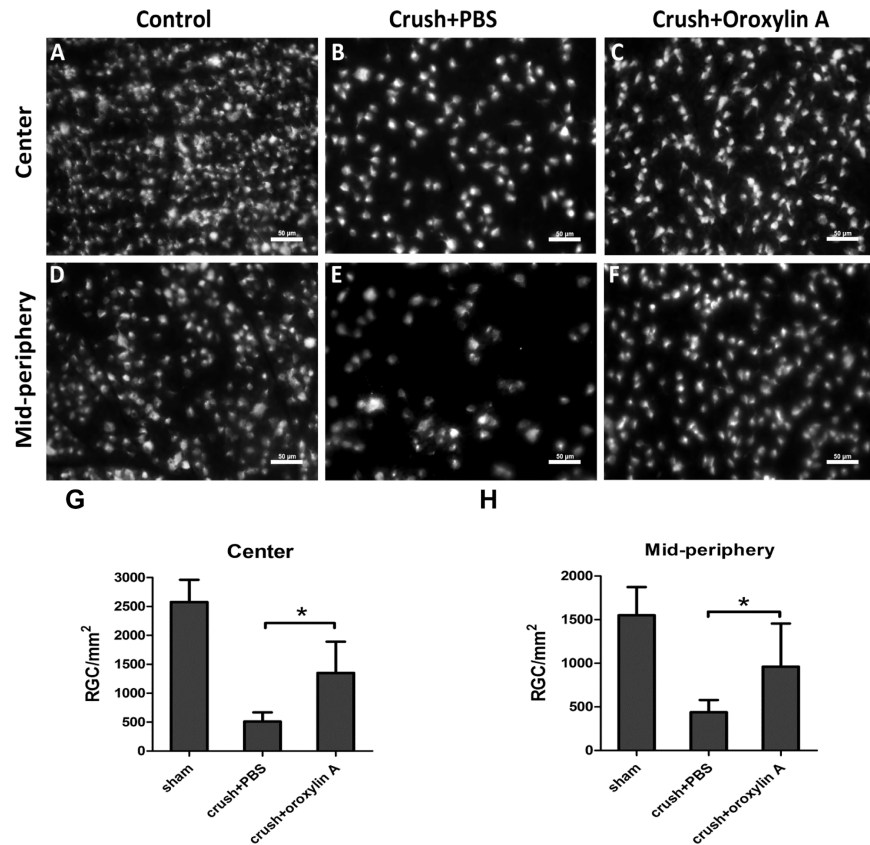 Control Crush+PBS Crush+Oroxylin A
Center
A
50 µm
B
50 µm
C
50 µm
Mid-periphery
D
50 µm
E
50 µm
F
50 µm
G
Center
RGC/mm²
3000
2500
2000
1500
1000
500
0
*
sham
crush+PBS
crush+oroxylin A
H
Mid-periphery
RGC/mm²
2000
1500
1000
500
0
*
sham
crush+PBS
crush+oroxylin A